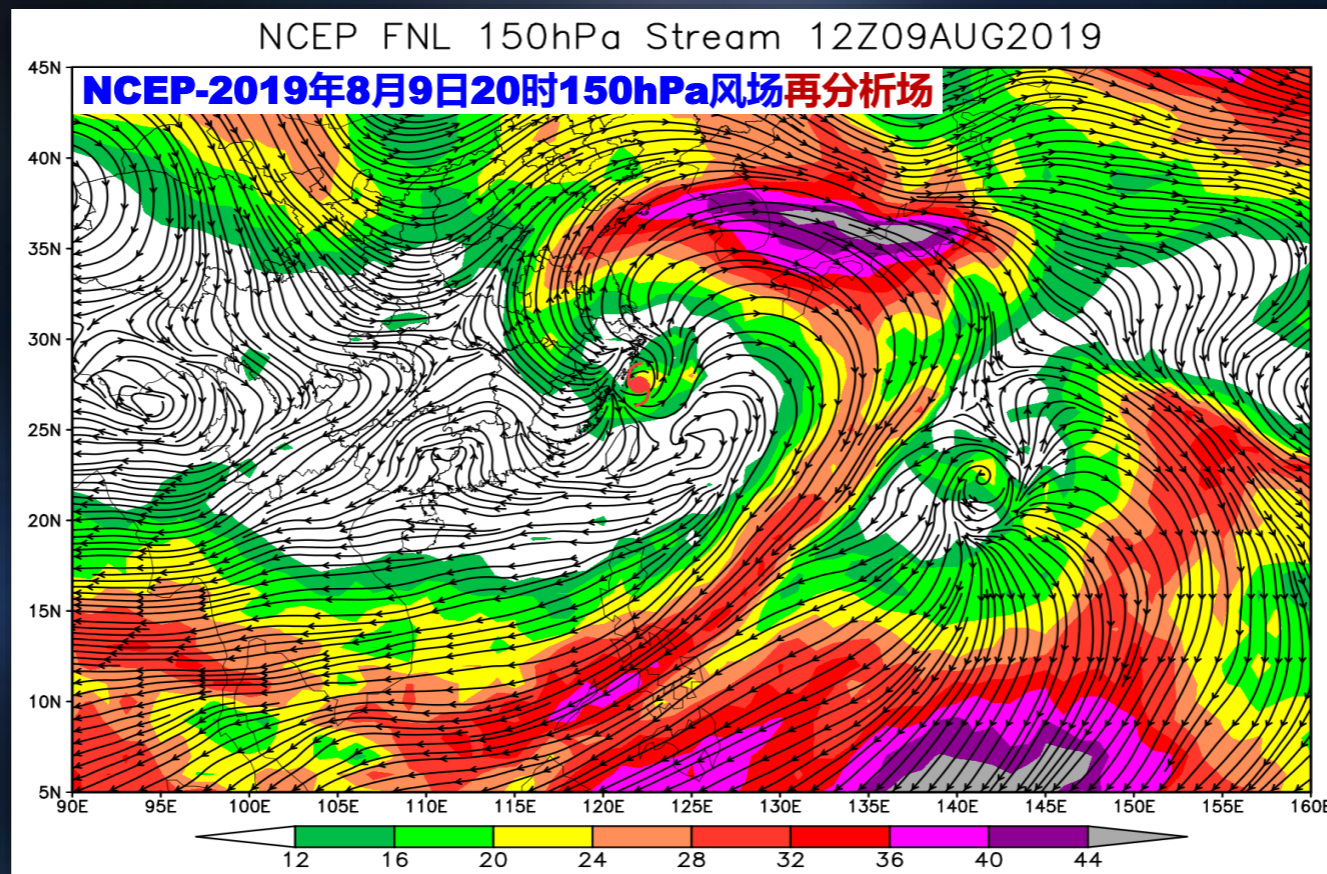 NCEP FNL 150hPa Stream 12Z09AUG2019
NCEP-2019年8月9日20时150hPa风场再分析场
45N
40N
35N
30N
25N
20N
15N
10N
5N
90E 95E 100E 105E 110E 115E 120E 125E 130E 135E 140E 145E 150E 155E 160E
12 16 20 24 28 32 36 40 44